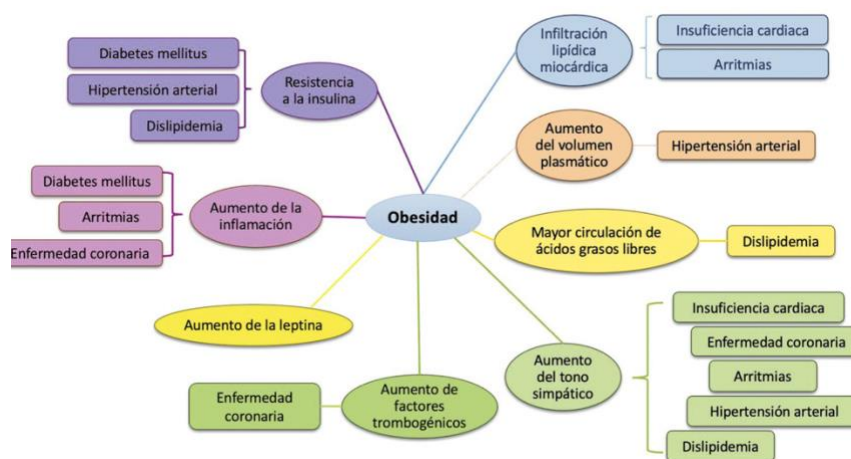 Diabetes mellitus
Hipertensión arterial
Dislipidemia
Resistencia
a la insulina
Infiltración
lipídica
miocárdica
Insuficiencia cardiaca
Arritmias
Aumento
del volumen
plasmático
Hipertensión arterial
Diabetes mellitus
Arritmias
Enfermedad coronaria
Aumento de la
inflamación
Obesidad
Mayor circulación de
ácidos grasos libres
Dislipidemia
Aumento de la leptina
Enfermedad
coronaria
Aumento de
factores
trombogénicos
Aumento
del tono
simpático
Insuficiencia cardiaca
Enfermedad coronaria
Arritmias
Hipertensión arterial
Dislipidemia